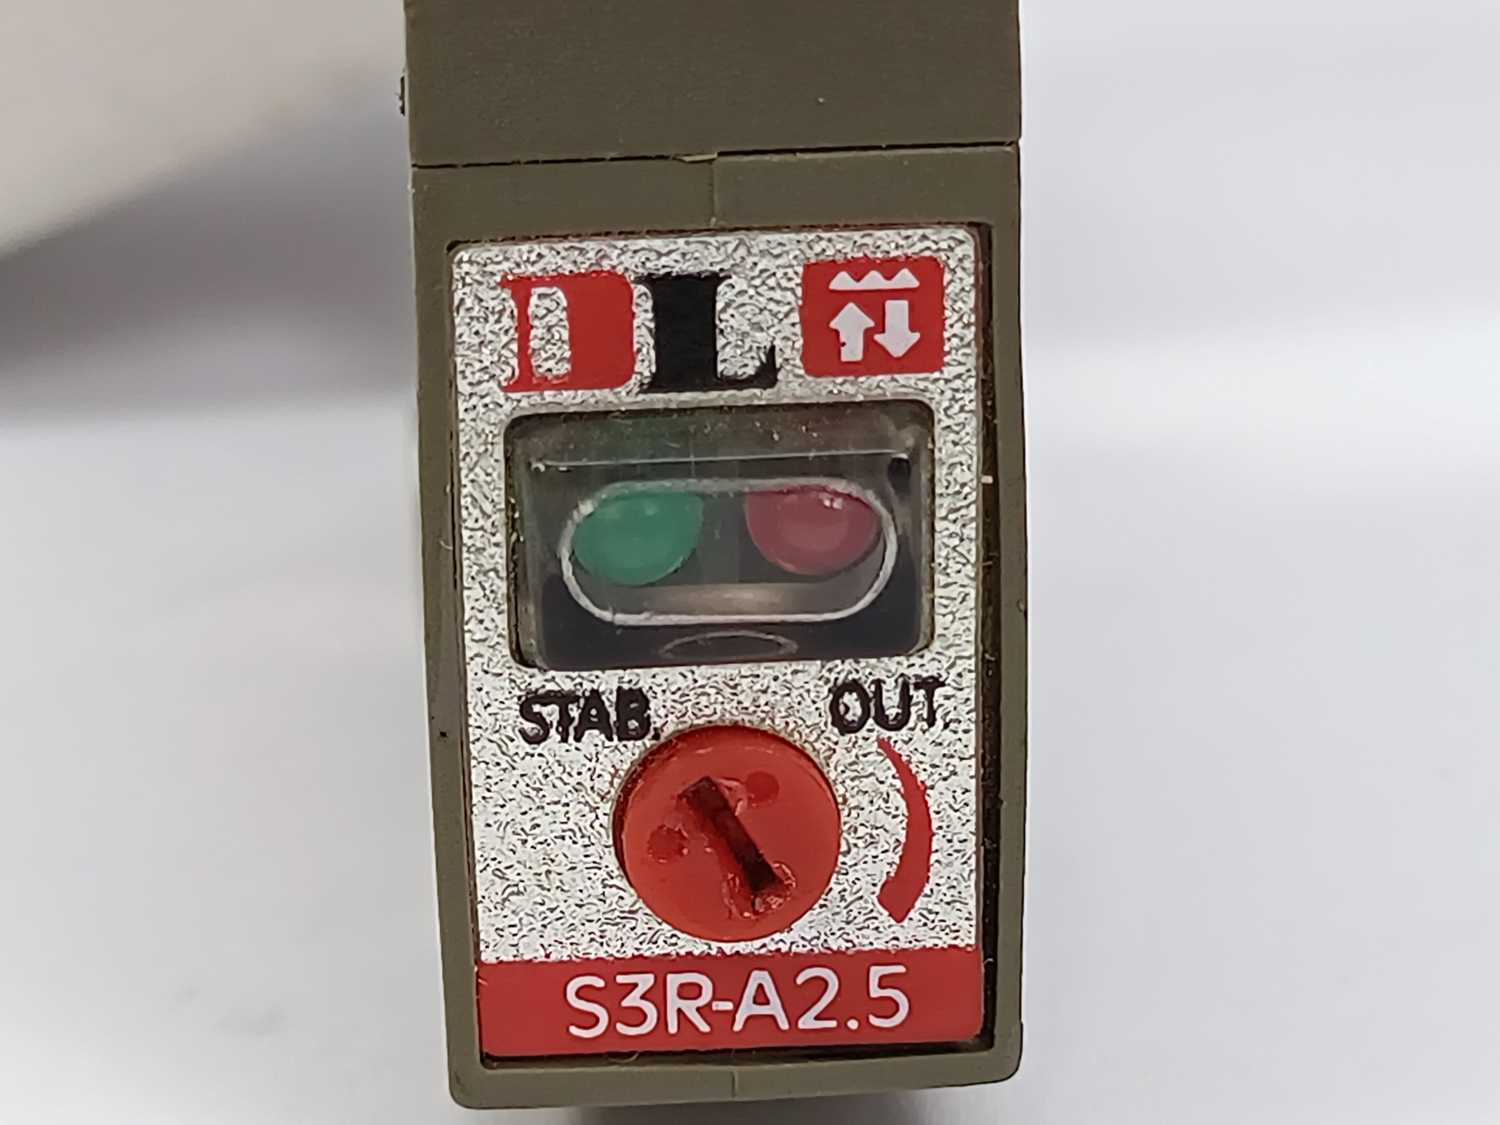 DL
STAB. OUT.
S3R-A2.5